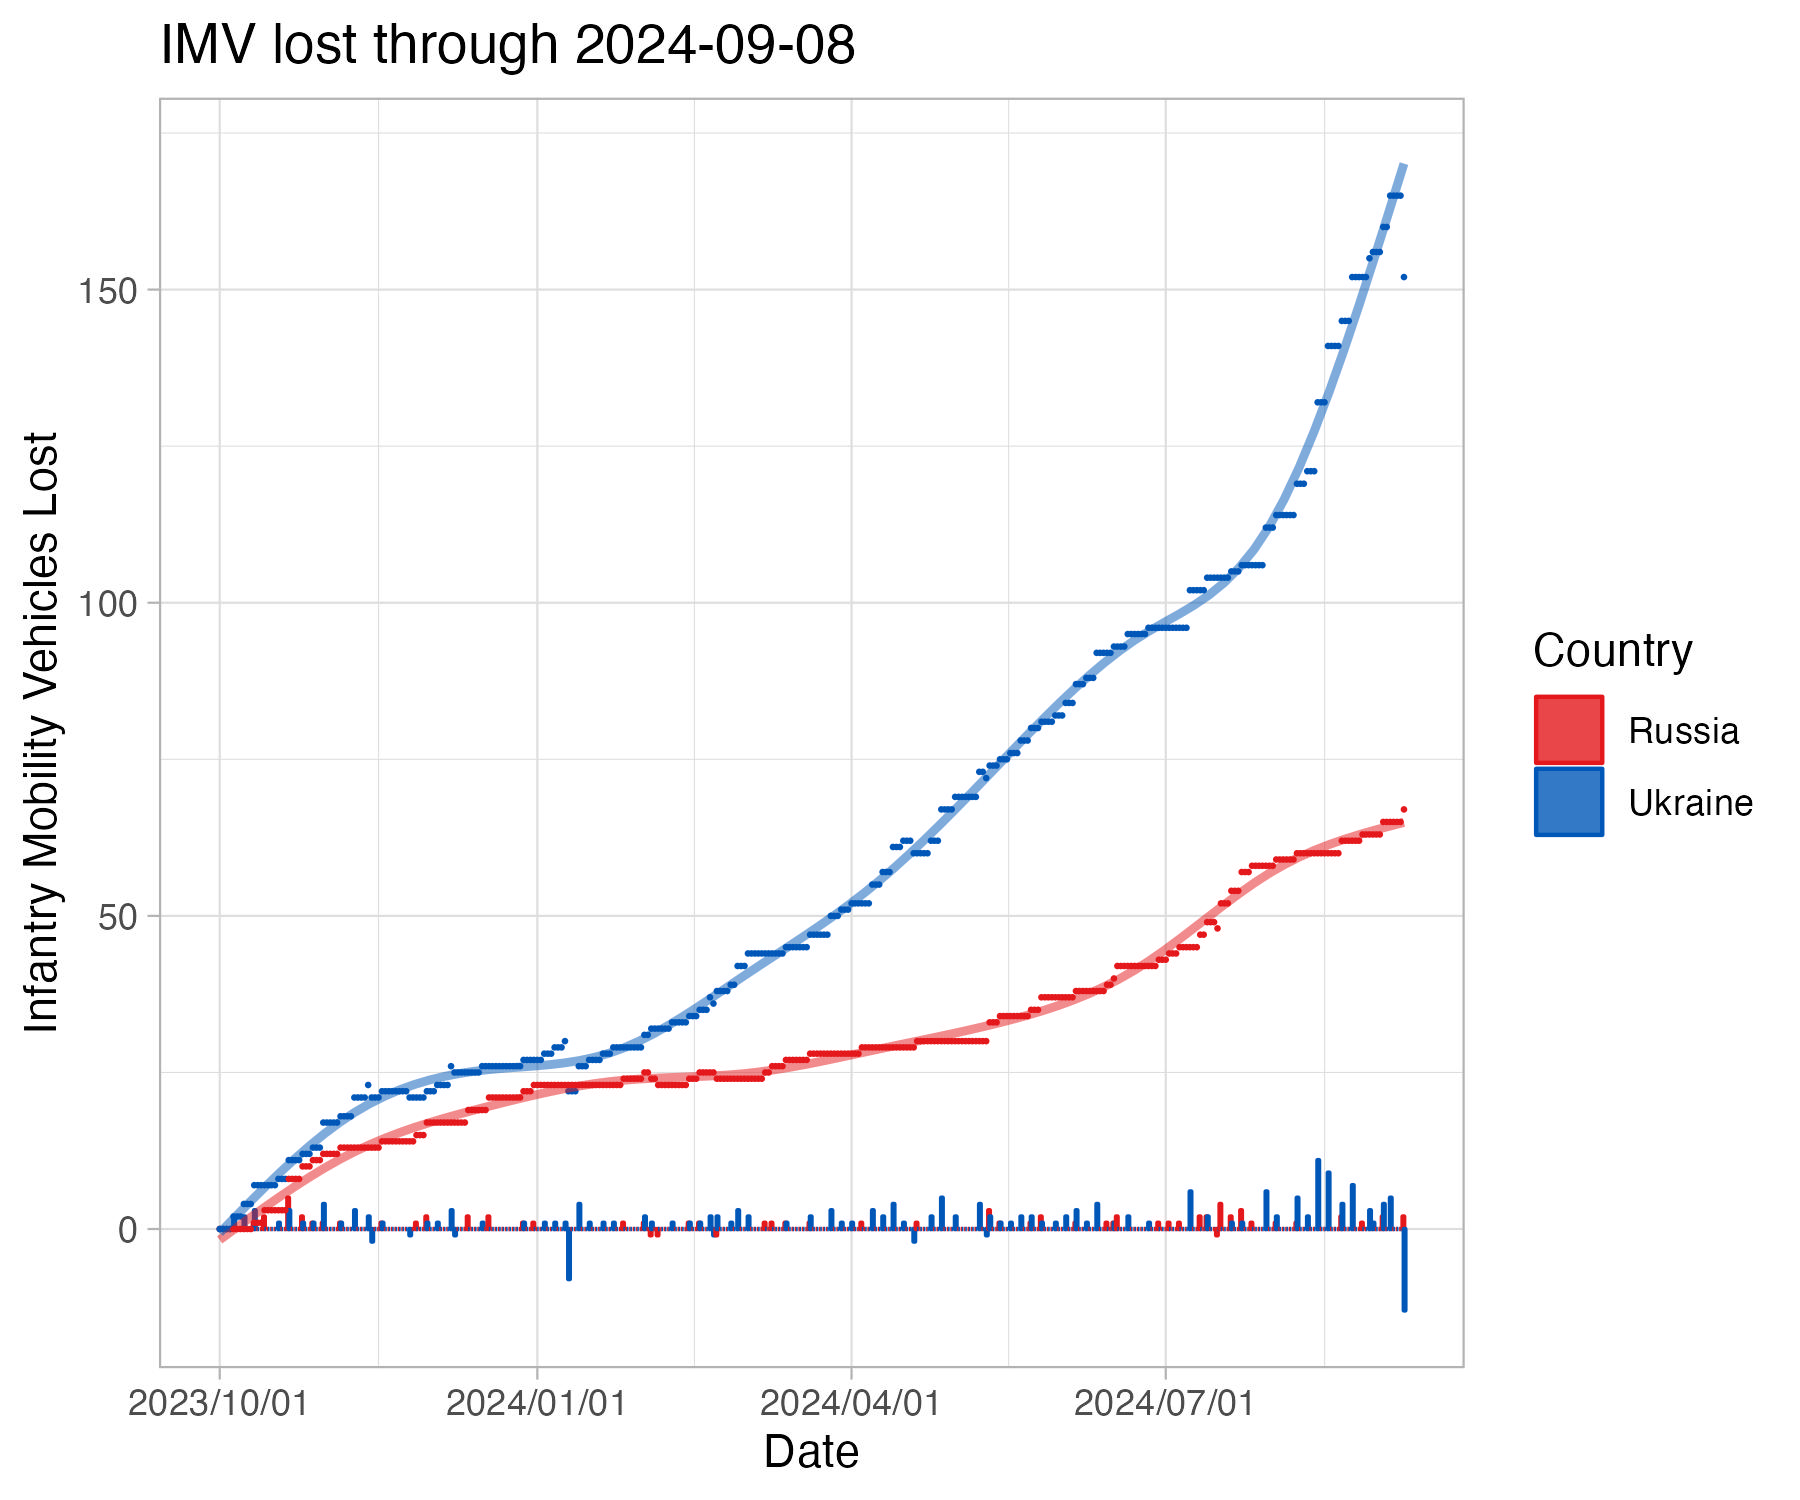 IMV lost through 2024-09-08
Infantry Mobility Vehicles Lost
150
100
50
0
2023/10/01
2024/01/01
2024/04/01
2024/07/01
Date
Country
Russia
Ukraine